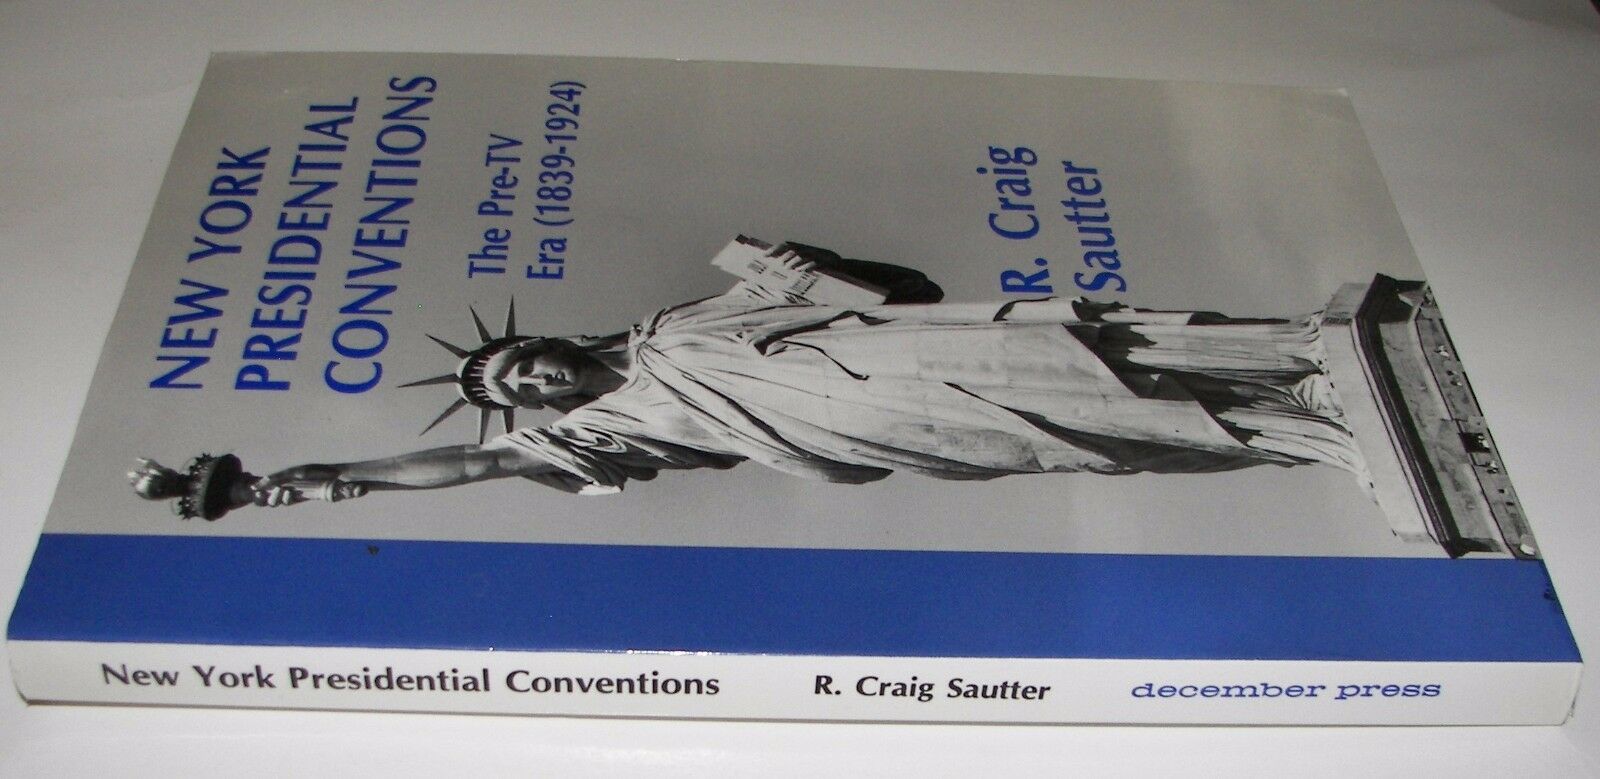 NEW YORK
PRESIDENTIAL
CONVENTIONS
The Pre-TV
Era (1839-1924)
R. Craig
Sautter
New York Presidential Conventions R. Craig Sautter december press